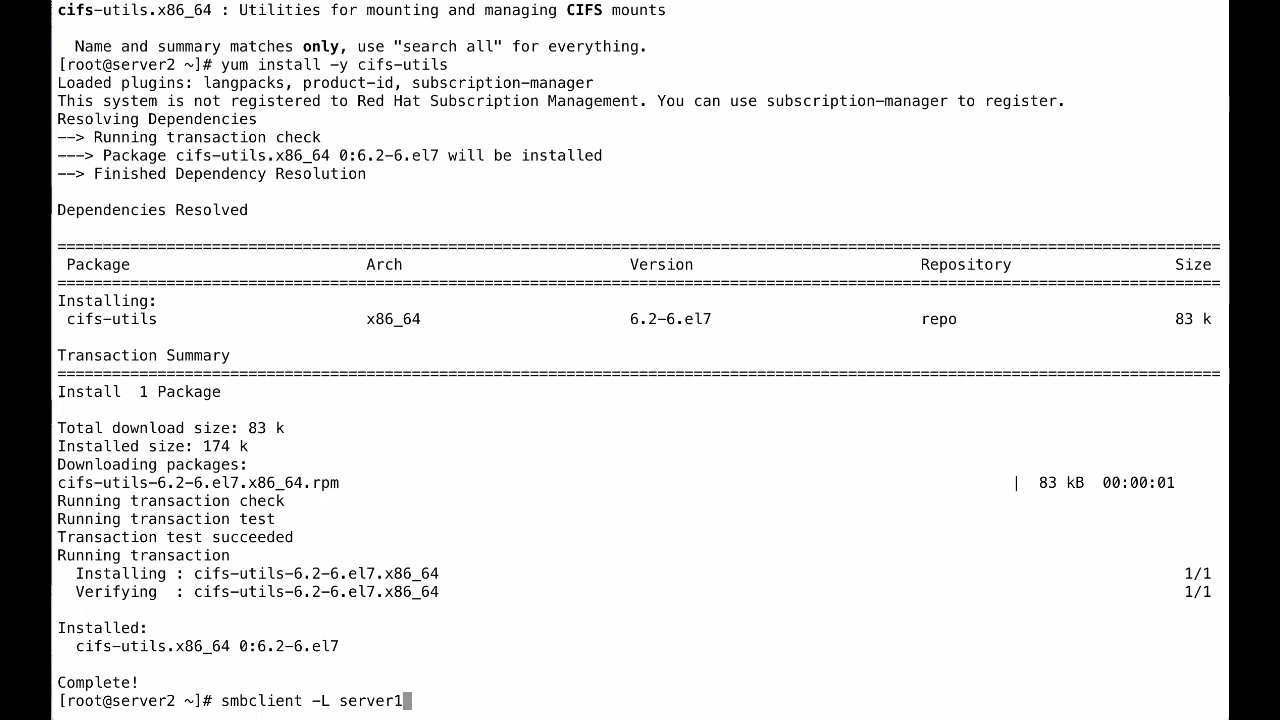 cifs-utils.x86_64 : Utilities for mounting and managing CIFS mounts
Name and summary matches only, use "search all" for everything.
[root@server2 ~]# yum install -y cifs-utils
Loaded plugins: langpacks, product-id, subscription-manager
This system is not registered to Red Hat Subscription Management. You can use subscription-manager to register.
Resolving Dependencies
--> Running transaction check
---> Package cifs-utils.x86_64 0:6.2-6.el7 will be installed
--> Finished Dependency Resolution
Dependencies Resolved
================================================================================================================================
Package Arch Version Repository Size
================================================================================================================================
Installing:
cifs-utils x86_64 6.2-6.el7 repo 83 k
Transaction Summary
================================================================================================================================
Install 1 Package
Total download size: 83 k
Installed size: 174 k
Downloading packages:
cifs-utils-6.2-6.el7.x86_64.rpm | 83 kB 00:00:01
Running transaction check
Running transaction test
Transaction test succeeded
Running transaction
Installing : cifs-utils-6.2-6.el7.x86_64 1/1
Verifying : cifs-utils-6.2-6.el7.x86_64 1/1
Installed:
cifs-utils.x86_64 0:6.2-6.el7
Complete!
[root@server2 ~]# smbclient -L server1